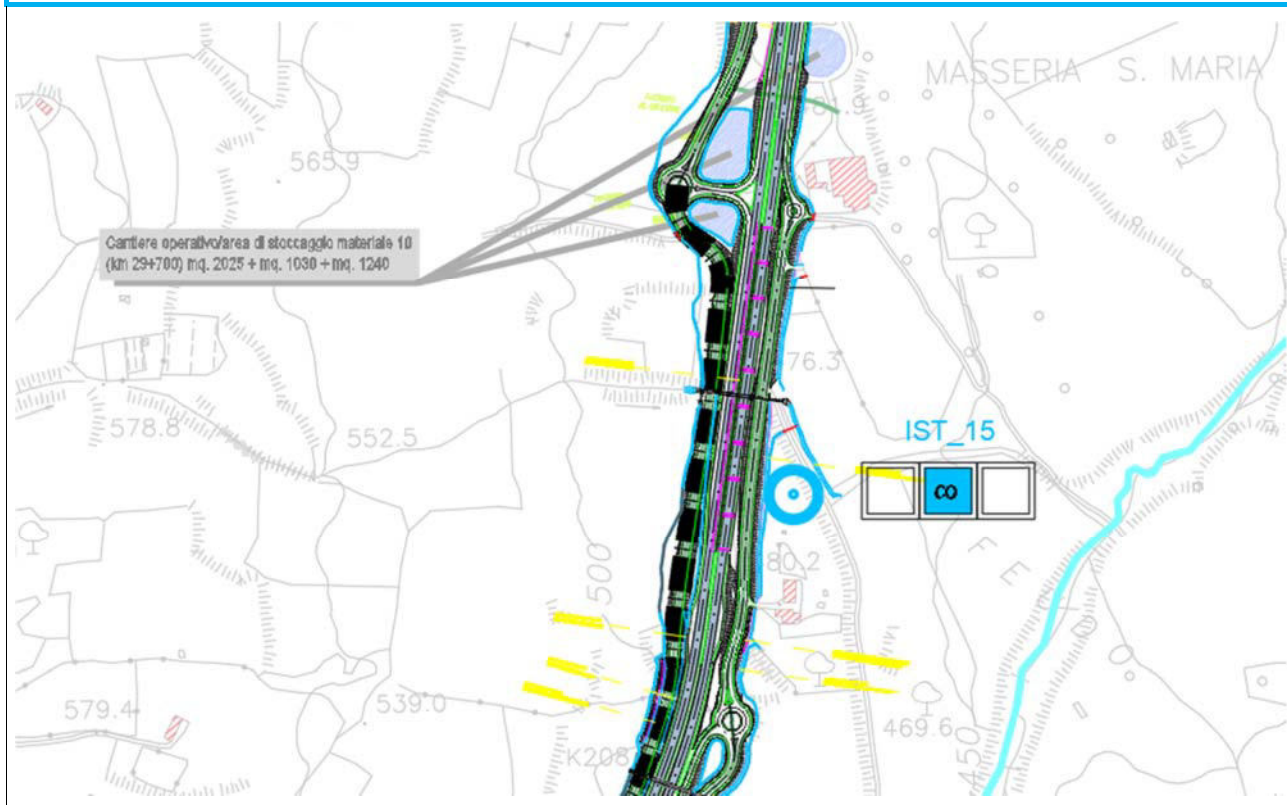 MASSERIA S. MARIA
565.9
Cantiere operativo/area di stoccaggio materiale 10
(km 29+700) mq. 2025 + mq. 1030 + mq. 1240
76.3
578.8
552.5
IST_15
CO
500
80.2
F E D
579.4
539.0
469.6
450
K208